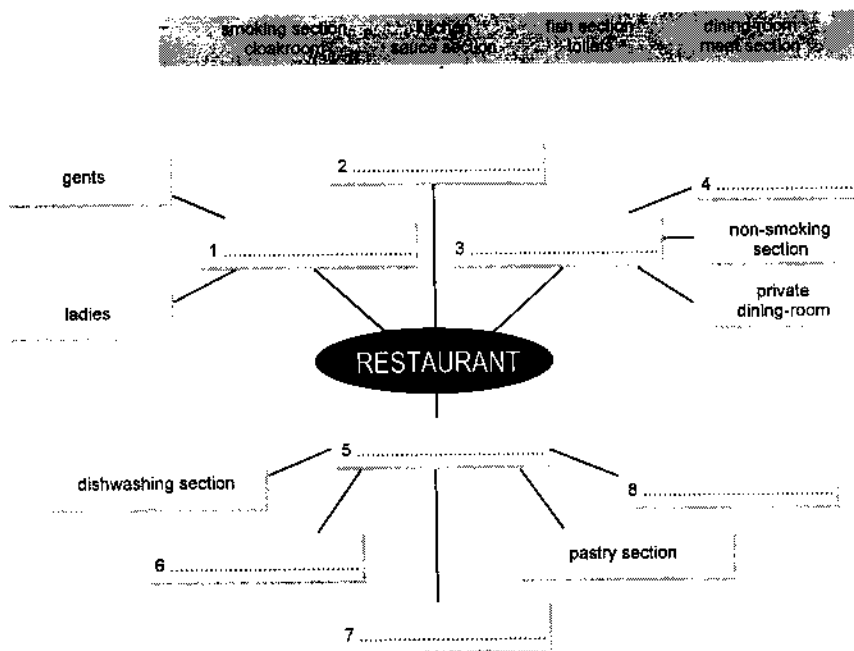 smoking section kitchen fish section dining-room
cloakroom sauce section toilets meat section
gents
2 ........................
4 ........................
1 ........................
3 ........................
non-smoking
section
ladies
private
dining-room
RESTAURANT
5 ........................
dishwashing section
8 ........................
6 ........................
pastry section
7 ........................